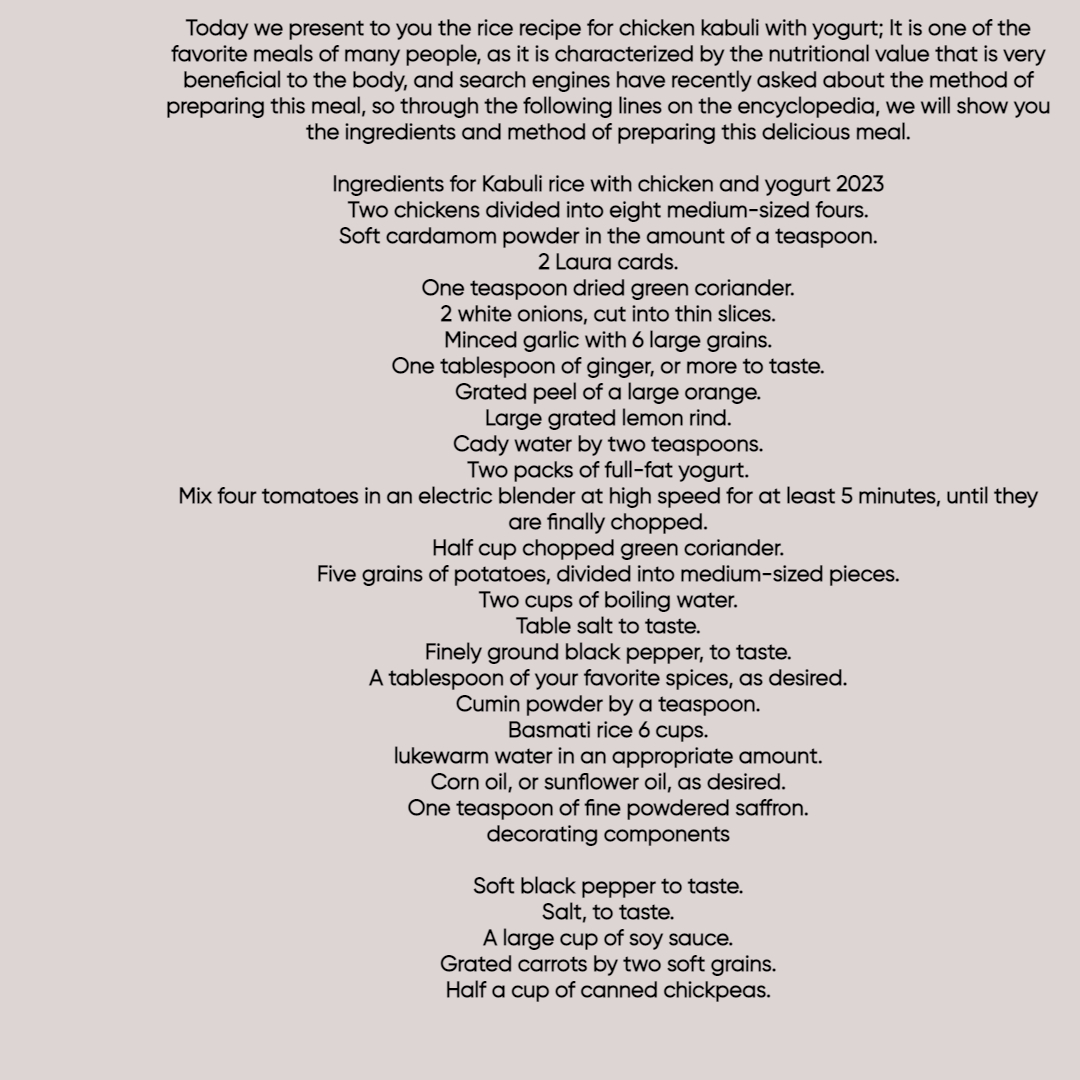 Today we present to you the rice recipe for chicken kabuli with yogurt; It is one of the
favorite meals of many people, as it is characterized by the nutritional value that is very
beneficial to the body, and search engines have recently asked about the method of
preparing this meal, so through the following lines on the encyclopedia, we will show you
the ingredients and method of preparing this delicious meal.
Ingredients for Kabuli rice with chicken and yogurt 2023
Two chickens divided into eight medium-sized fours.
Soft cardamom powder in the amount of a teaspoon.
2 Laura cards.
One teaspoon dried green coriander.
2 white onions, cut into thin slices.
Minced garlic with 6 large grains.
One tablespoon of ginger, or more to taste.
Grated peel of a large orange.
Large grated lemon rind.
Cady water by two teaspoons.
Two packs of full-fat yogurt.
Mix four tomatoes in an electric blender at high speed for at least 5 minutes, until they
are finally chopped.
Half cup chopped green coriander.
Five grains of potatoes, divided into medium-sized pieces.
Two cups of boiling water.
Table salt to taste.
Finely ground black pepper, to taste.
A tablespoon of your favorite spices, as desired.
Cumin powder by a teaspoon.
Basmati rice 6 cups.
lukewarm water in an appropriate amount.
Corn oil, or sunflower oil, as desired.
One teaspoon of fine powdered saffron.
decorating components
Soft black pepper to taste.
Salt, to taste.
A large cup of soy sauce.
Grated carrots by two soft grains.
Half a cup of canned chickpeas.